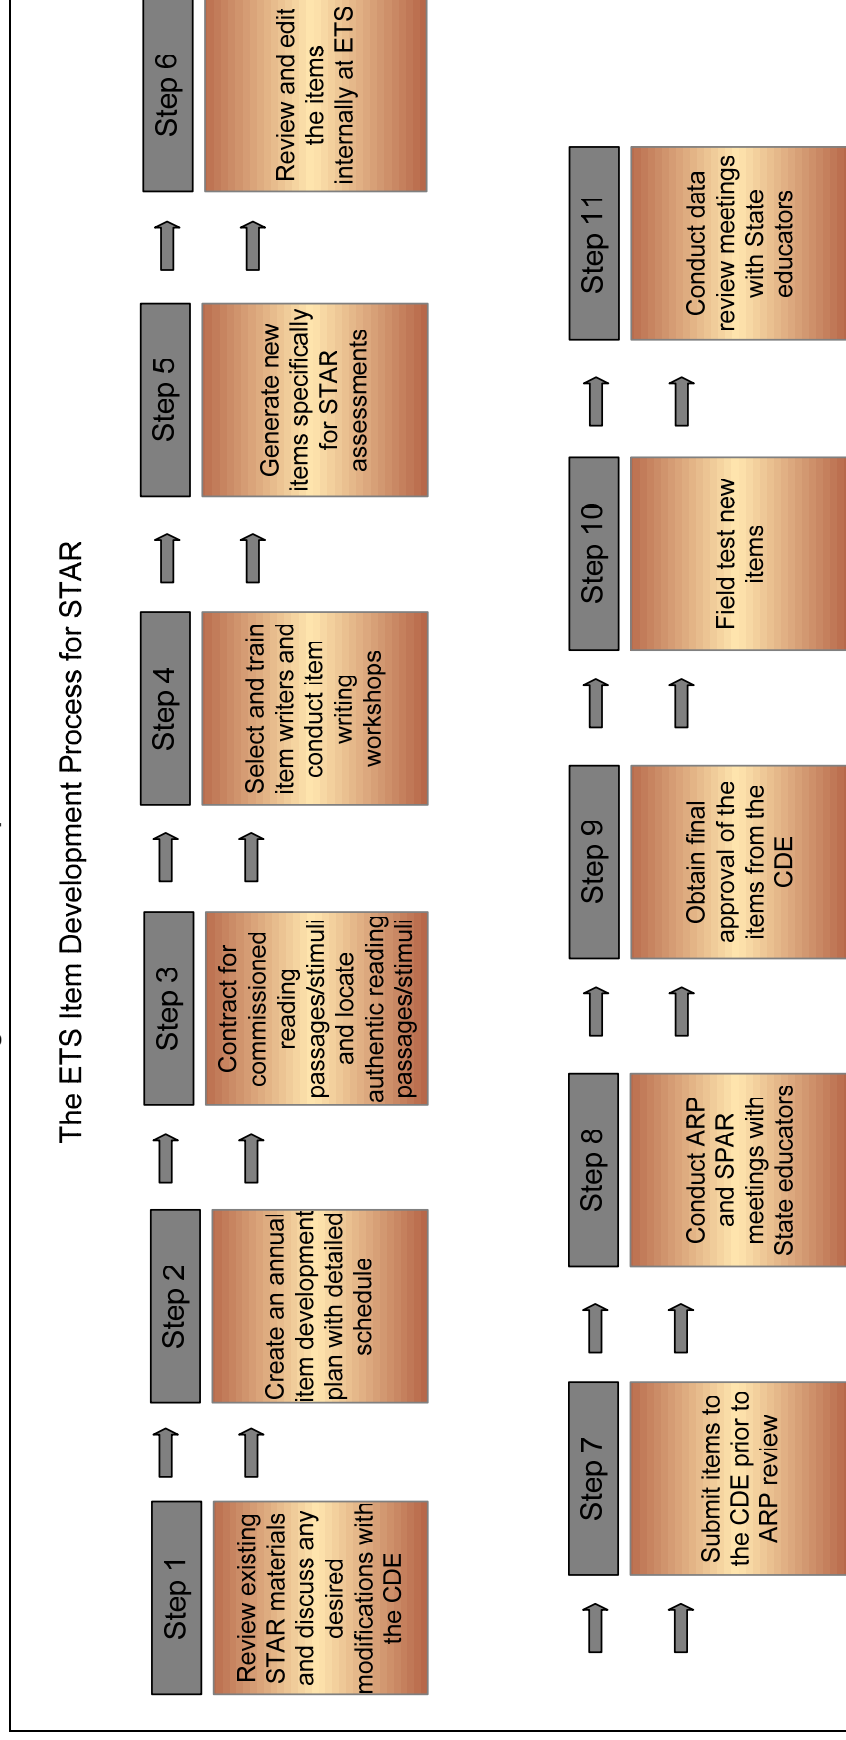 The ETS Item Development Process for STAR
Step 1
Review existing
STAR materials
and discuss any
desired
modifications with
the CDE
Step 2
Create an annual
item development
plan with detailed
schedule
Step 3
Contract for
commissioned
reading
passages/stimuli
and locate
authentic reading
passages/stimuli
Step 4
Select and train
item writers and
conduct item
writing
workshops
Step 5
Generate new
items specifically
for STAR
assessments
Step 6
Review and edit
the items
internally at ETS
Step 7
Submit items to
the CDE prior to
ARP review
Step 8
Conduct ARP
and SPAR
meetings with
State educators
Step 9
Obtain final
approval of the
items from the
CDE
Step 10
Field test new
items
Step 11
Conduct data
review meetings
with State
educators